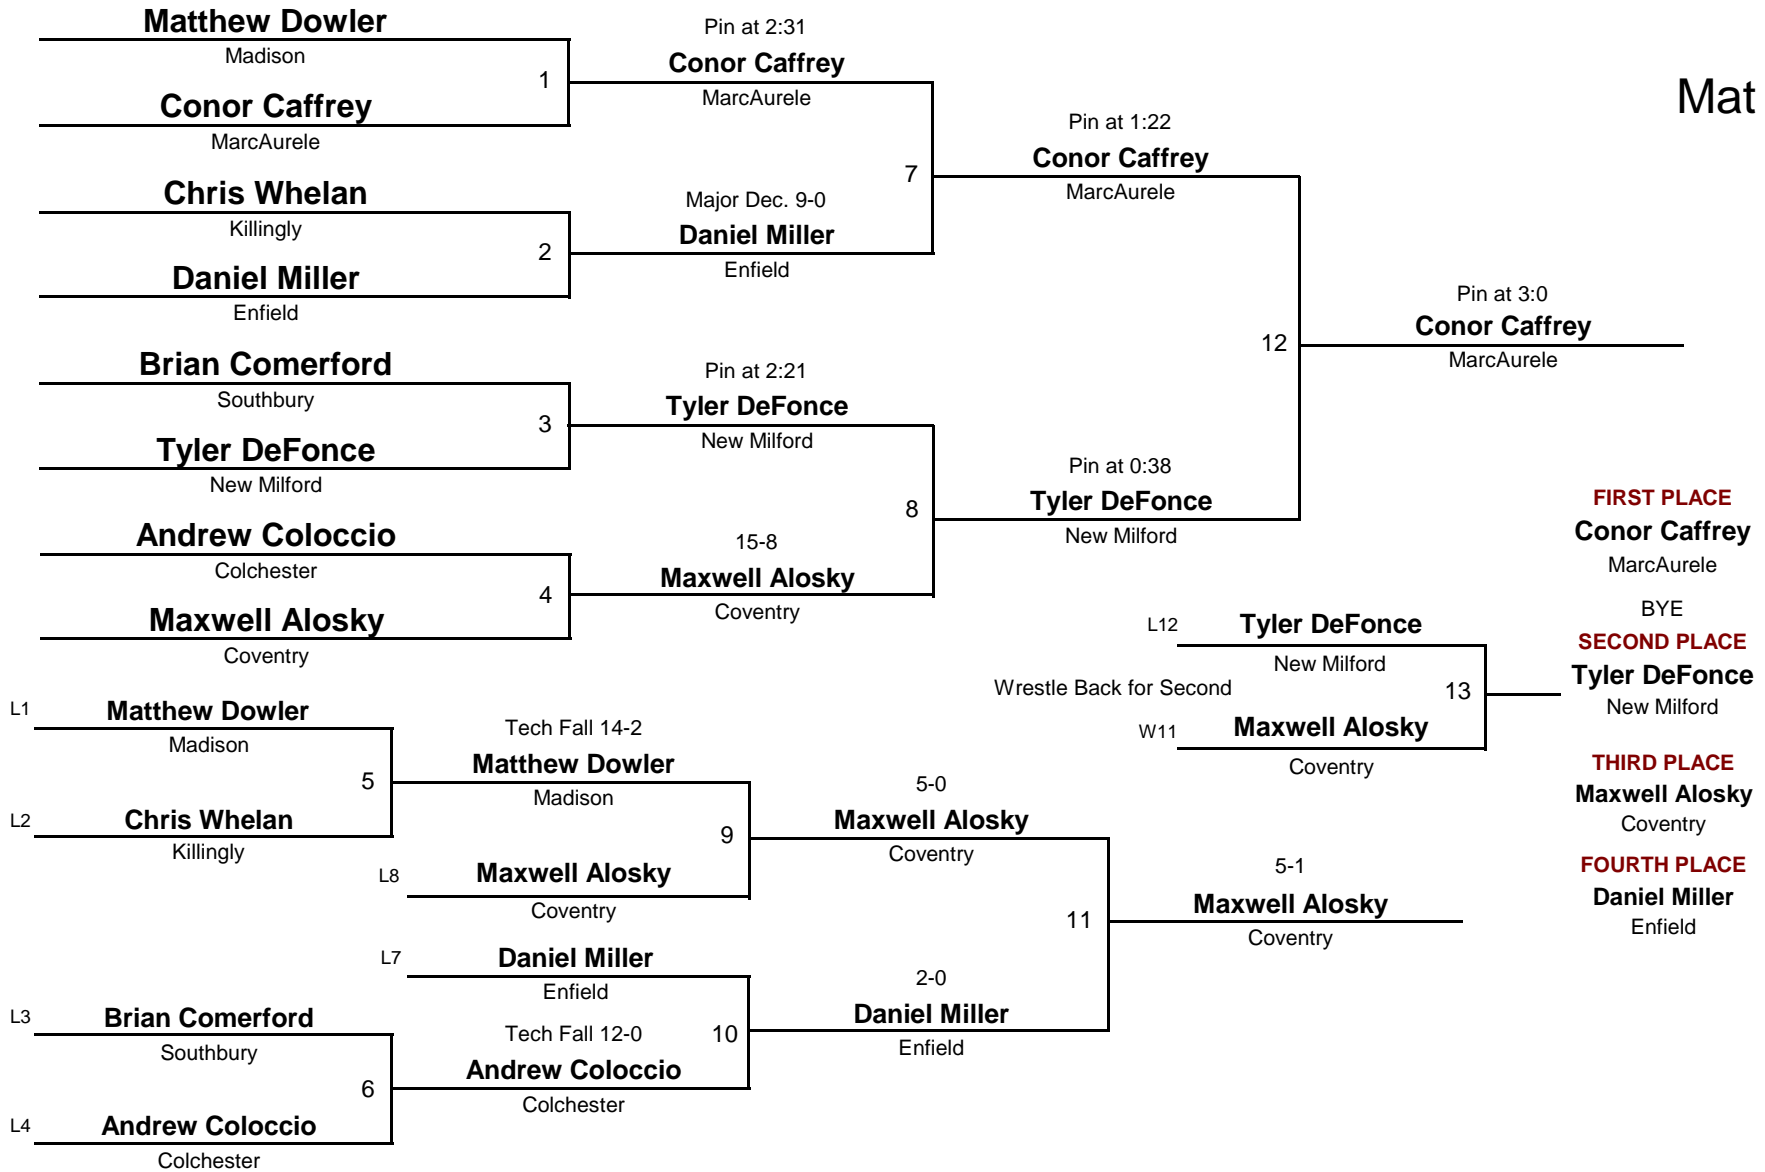 Matthew Dowler
Madison
1
Conor Caffrey
MarcAurele
Chris Whelan
Killingly
2
Daniel Miller
Enfield
Brian Comerford
Southbury
3
Tyler DeFonce
New Milford
Andrew Coloccio
Colchester
4
Maxwell Alosky
Coventry
Pin at 2:31
Conor Caffrey
MarcAurele
7
Major Dec. 9-0
Daniel Miller
Enfield
Pin at 2:21
Tyler DeFonce
New Milford
8
15-8
Maxwell Alosky
Coventry
Pin at 1:22
Conor Caffrey
MarcAurele
12
Pin at 0:38
Tyler DeFonce
New Milford
Mat
Pin at 3:0
Conor Caffrey
MarcAurele
L1
Matthew Dowler
Madison
5
L2
Chris Whelan
Killingly
Tech Fall 14-2
Matthew Dowler
Madison
9
L8
Maxwell Alosky
Coventry
L7
Daniel Miller
Enfield
10
Tech Fall 12-0
Andrew Coloccio
Colchester
L3
Brian Comerford
Southbury
6
L4
Andrew Coloccio
Colchester
5-0
Maxwell Alosky
Coventry
11
2-0
Daniel Miller
Enfield
5-1
Maxwell Alosky
Coventry
L12
Tyler DeFonce
New Milford
Wrestle Back for Second
13
W11
Maxwell Alosky
Coventry
FIRST PLACE
Conor Caffrey
MarcAurele
BYE
SECOND PLACE
Tyler DeFonce
New Milford
THIRD PLACE
Maxwell Alosky
Coventry
FOURTH PLACE
Daniel Miller
Enfield